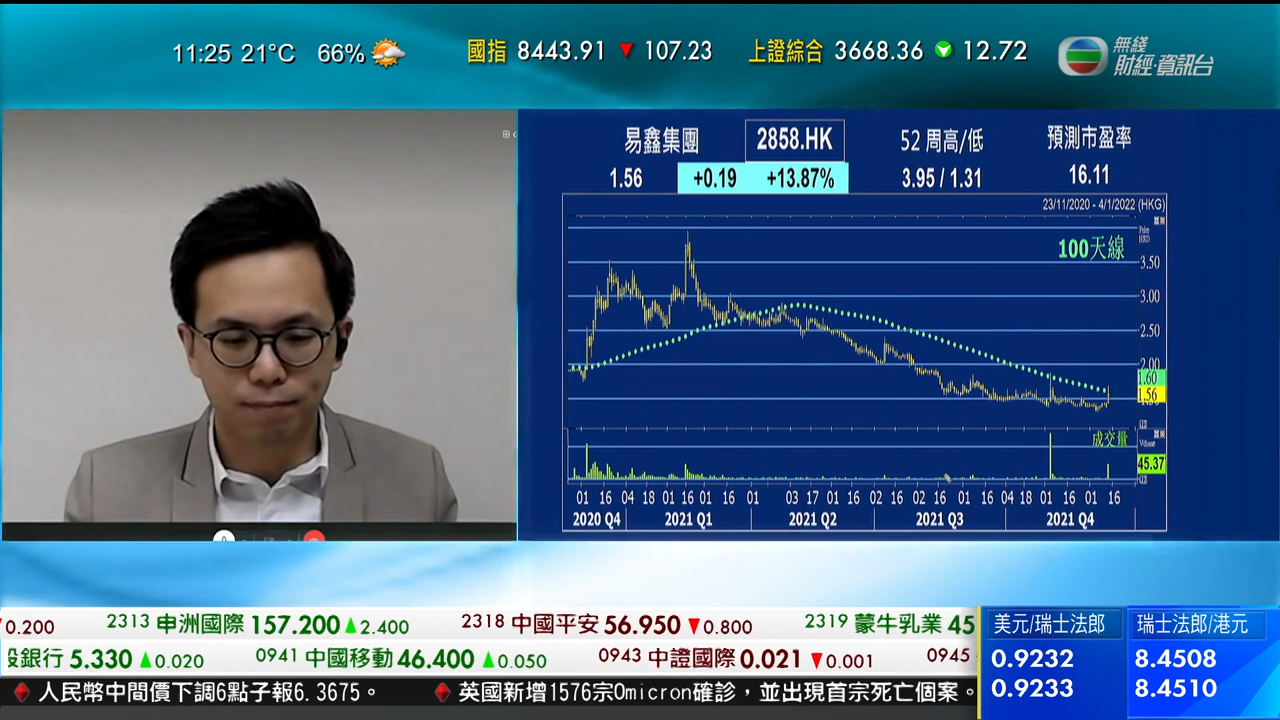 11:25 21°C 66% 國指 8443.91 ▼ 107.23 上證綜合 3668.36 12.72
無綫
財經·資訊台
易鑫集團 2858.HK 52 周高/低 預測市盈率
1.56 +0.19 +13.87% 3.95 / 1.31 16.11
23/11/2020 - 4/1/2022 (HKG)
Price
HKD
100天線
3.50
3.00
2.50
2.00
1.60
1.56
成交量
Volume
45.37
01 16 04 18 01 16 01 16 01 03 17 01 16 02 16 02 16 01 16 04 18 01 16 01 16
2020 Q4 2021 Q1 2021 Q2 2021 Q3 2021 Q4
0.200 2313 申洲國際 157.200 ▲ 2.400 2318 中國平安 56.950 ▼ 0.800 2319 蒙牛乳業 45
銀行 5.330 ▲ 0.020 0941 中國移動 46.400 ▲ 0.050 0943 中證國際 0.021 ▼ 0.001 0945
人民幣中間價下調6點子報6.3675。 英國新增1576宗Omicron確診，並出現首宗死亡個案。
美元/瑞士法郎 瑞士法郎/港元
0.9232 8.4508
0.9233 8.4510